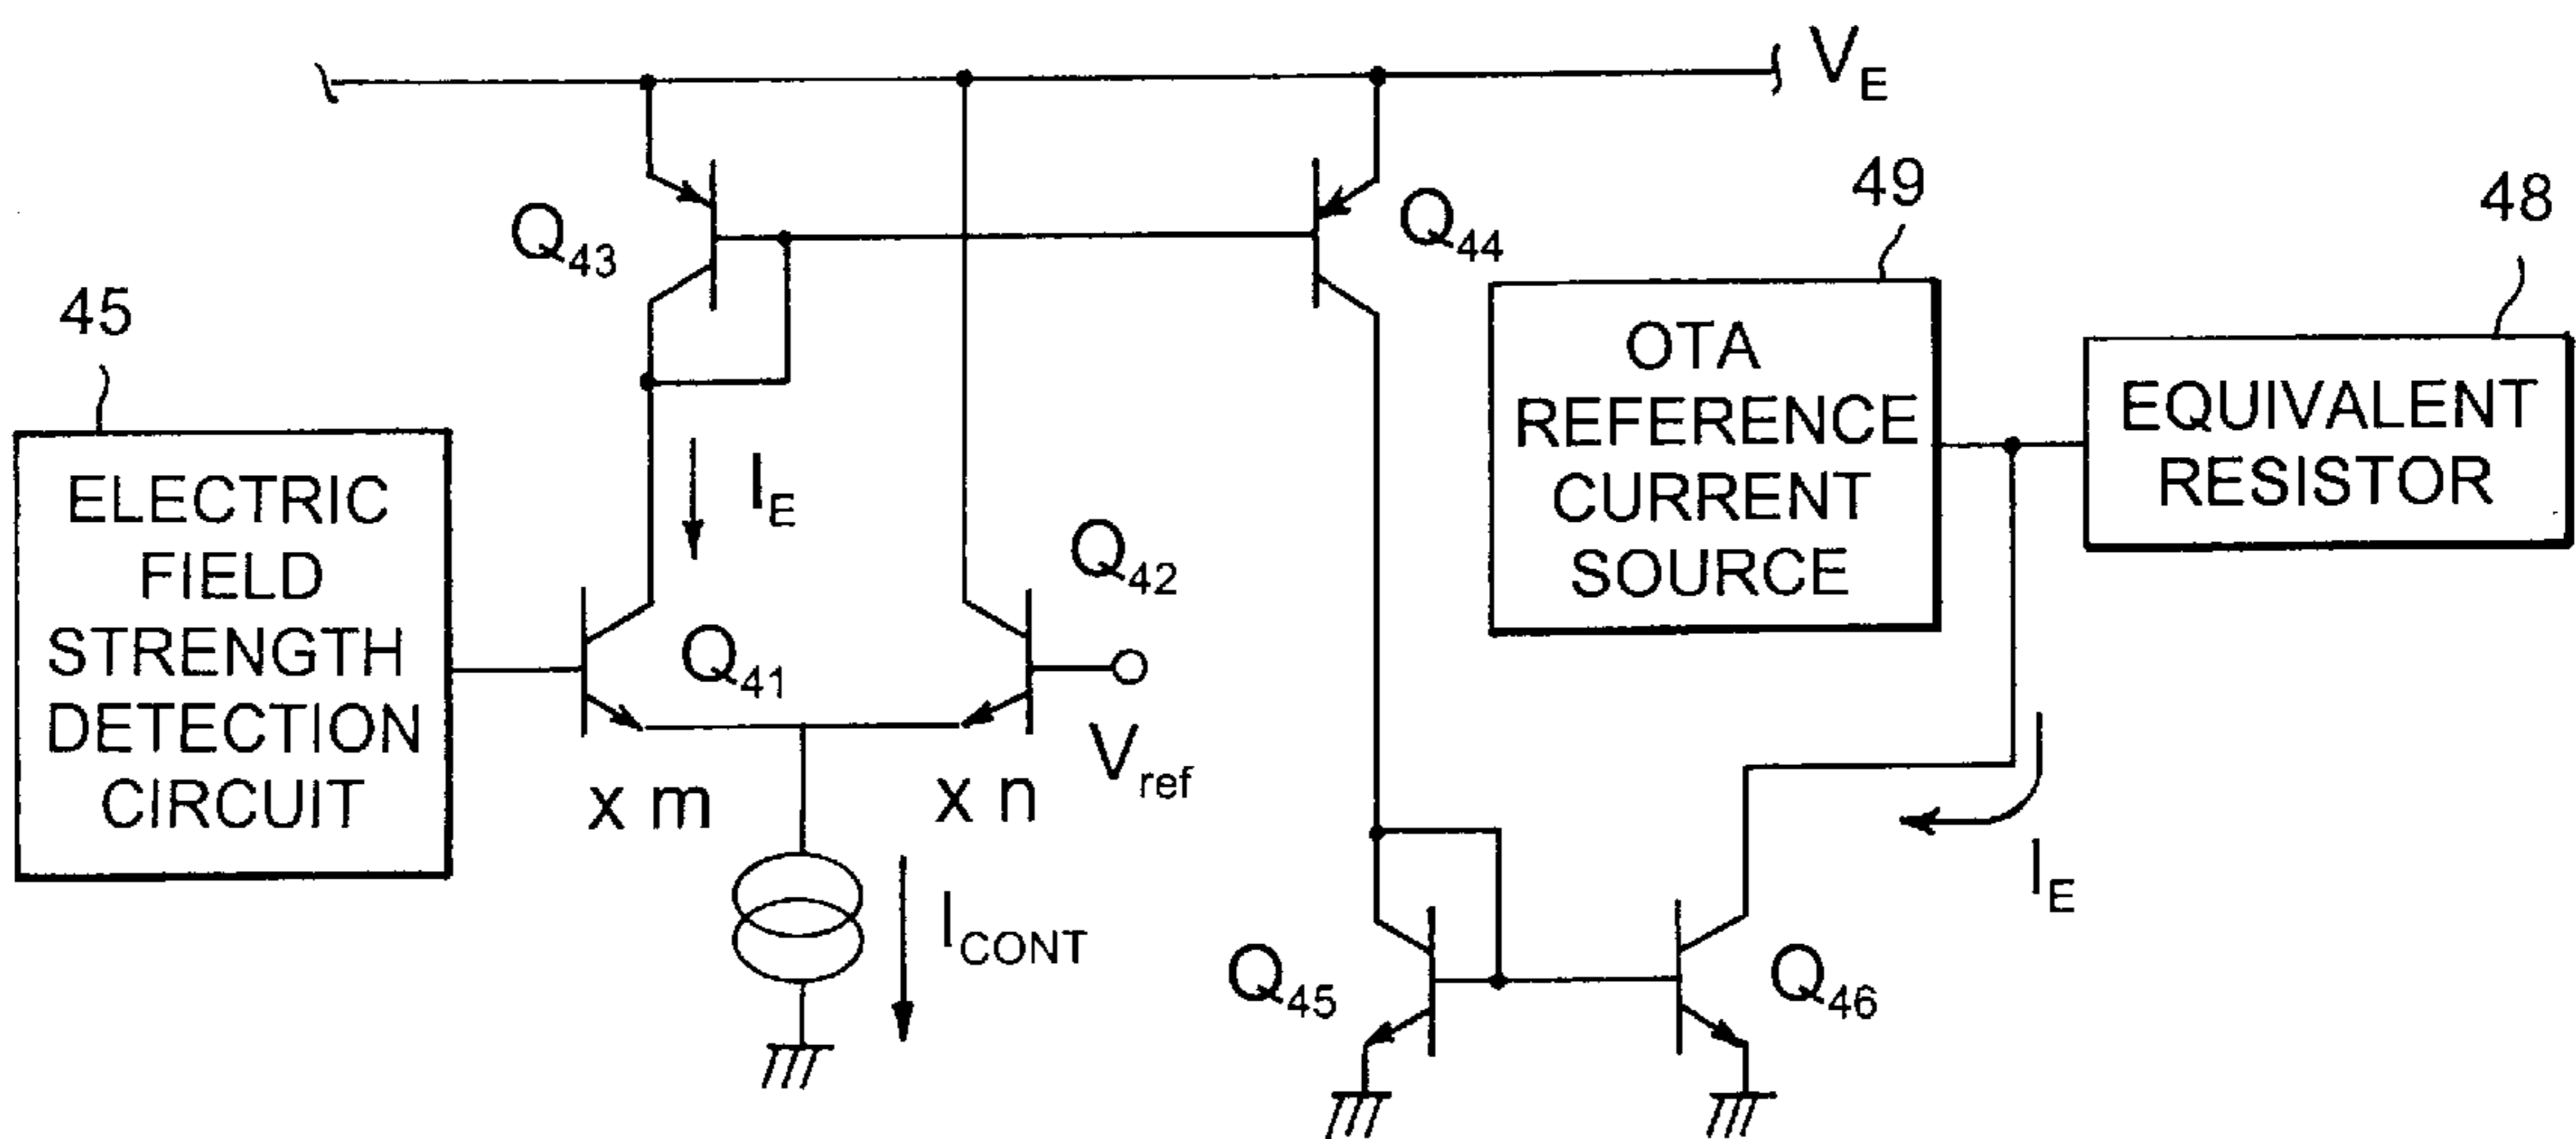 V_E
49
48
Q_43
Q_44
45
OTA
REFERENCE
CURRENT
SOURCE
EQUIVALENT
RESISTOR
ELECTRIC
FIELD
STRENGTH
DETECTION
CIRCUIT
I_E
Q_42
Q_41
V_ref
x m
x n
I_CONT
I_E
Q_45
Q_46